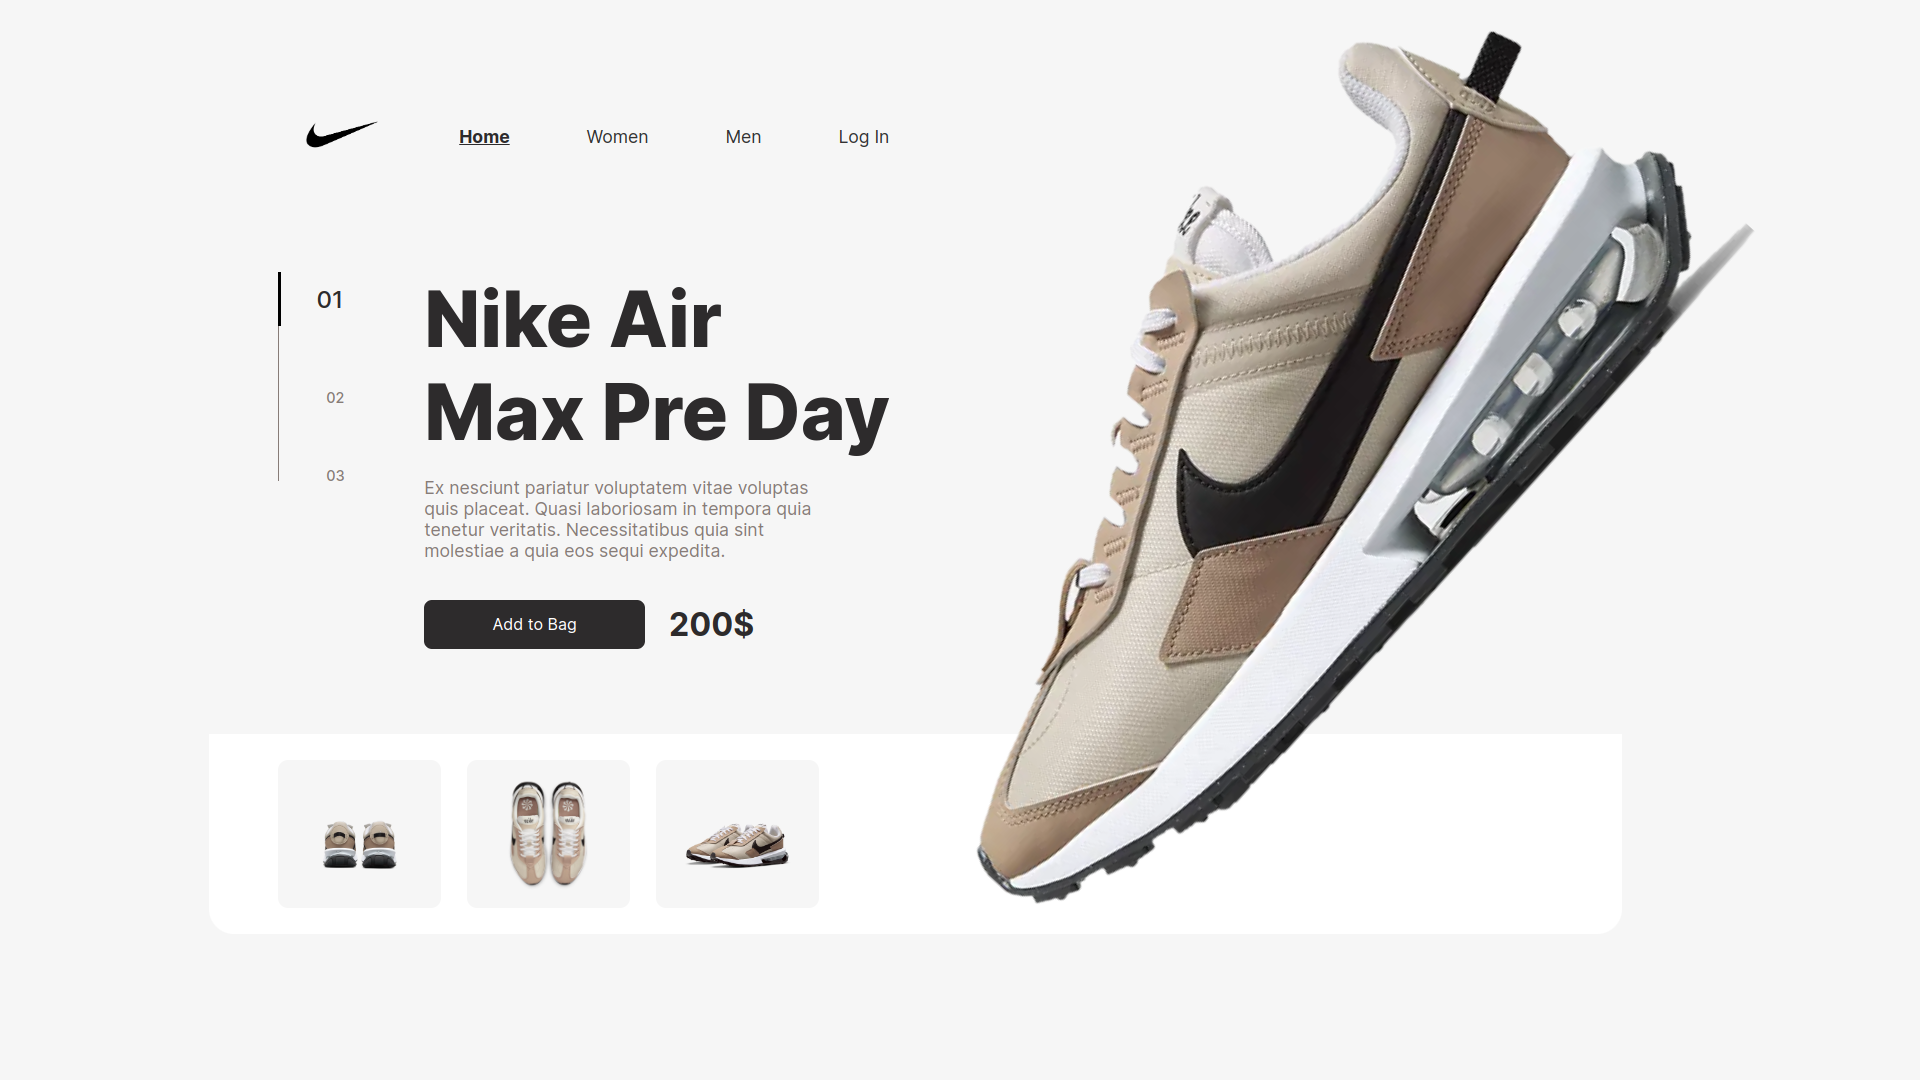 Home Women Men Log In
01
Nike Air
Max Pre Day
02
03
Ex nesciunt pariatur voluptatem vitae voluptas
quis placeat. Quasi laboriosam in tempora quia
tenetur veritatis. Necessitatibus quia sint
molestiae a quia eos sequi expedita.
Add to Bag 200$